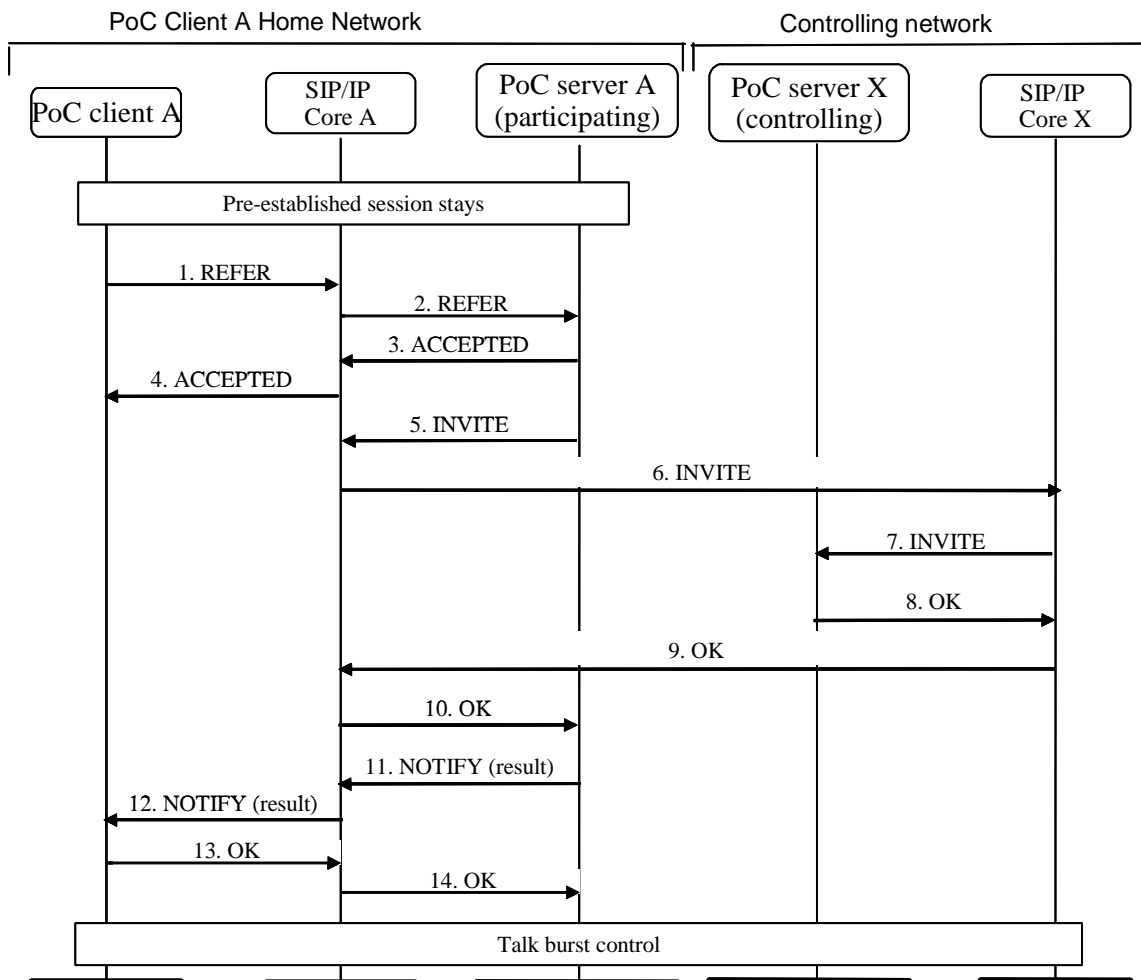 PoC Client A Home Network
Controlling network
PoC client A
SIP/IP
Core A
PoC server A
(participating)
PoC server X
(controlling)
SIP/IP
Core X
Pre-established session stays
1. REFER
2. REFER
3. ACCEPTED
4. ACCEPTED
5. INVITE
6. INVITE
7. INVITE
8. OK
9. OK
10. OK
11. NOTIFY (result)
12. NOTIFY (result)
13. OK
14. OK
Talk burst control